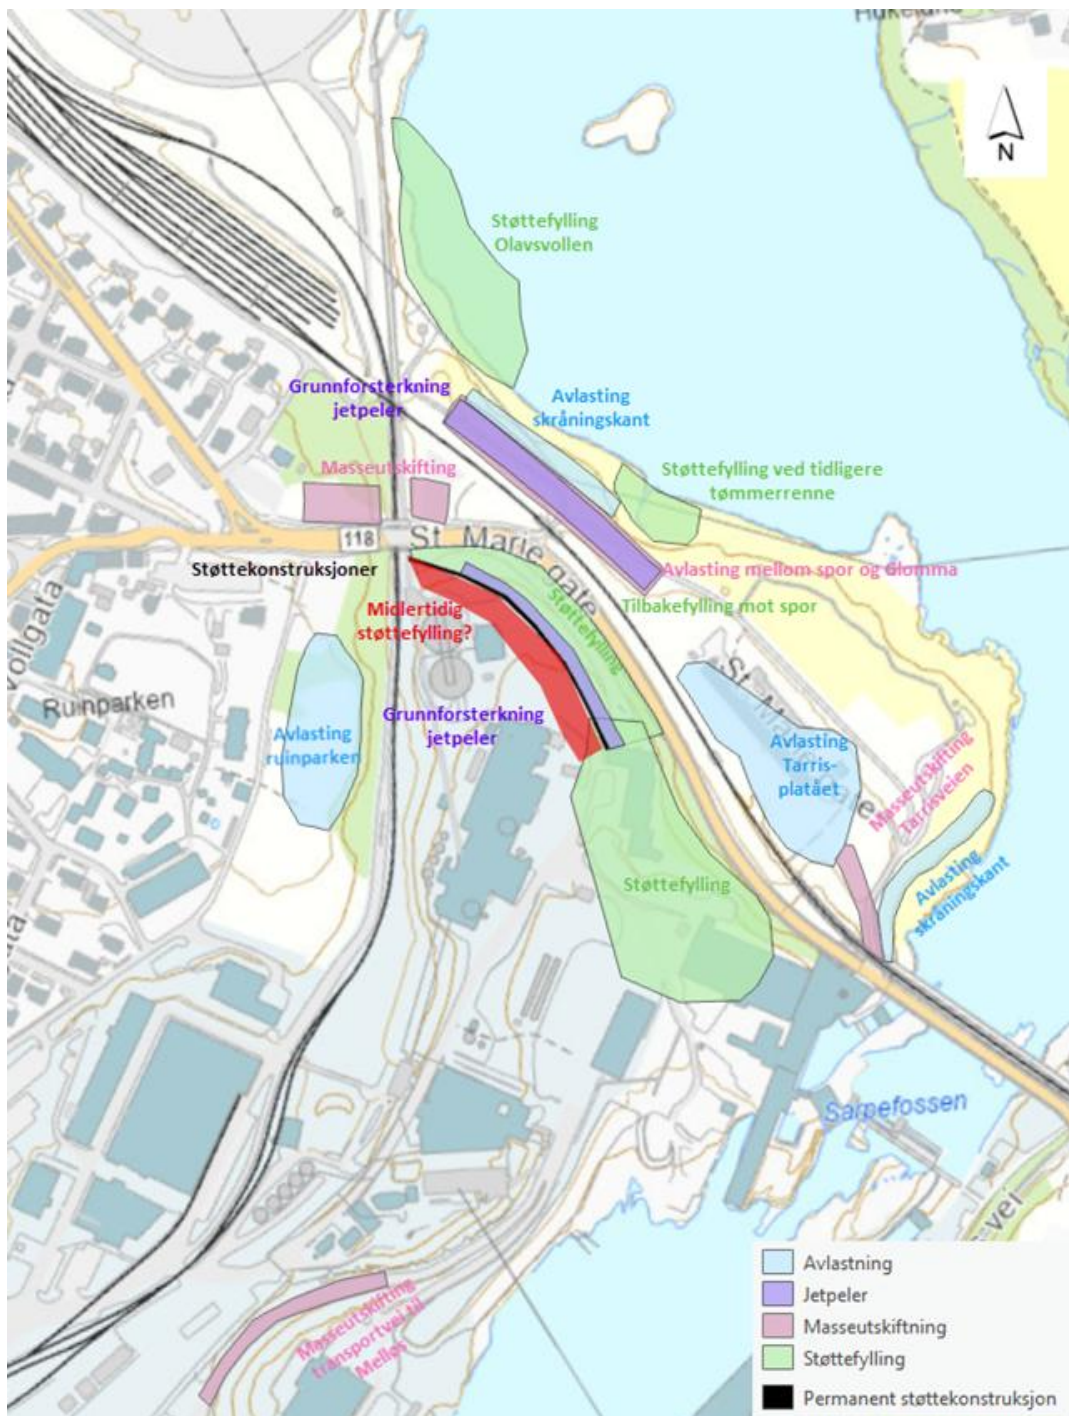 N
Støttefylling
Olavsvollen
Grunnforsterkning
jetpeler
Avlasting
skråningskant
Masseutskifting
Støttefylling ved tidligere
tømmerrenne
118
St. Marie gate
Støttekonstruksjoner
Avlasting mellom spor og Glomma
Støttefylling
Tilbakefylling mot spor
Midlertidig
støttefylling?
vollgata
Ruinparken
Grunnforsterkning
jetpeler
Avlasting
ruinparken
Avlasting
Tarris-
platået
Masseutskifting
Tarrisveien
Støttefylling
Avlasting
skråningskant
Sarpefossen
Masseutskifting
transportvei til
Melløs
Avlastning
Jetpeler
Masseutskiftning
Støttefylling
Permanent støttekonstruksjon